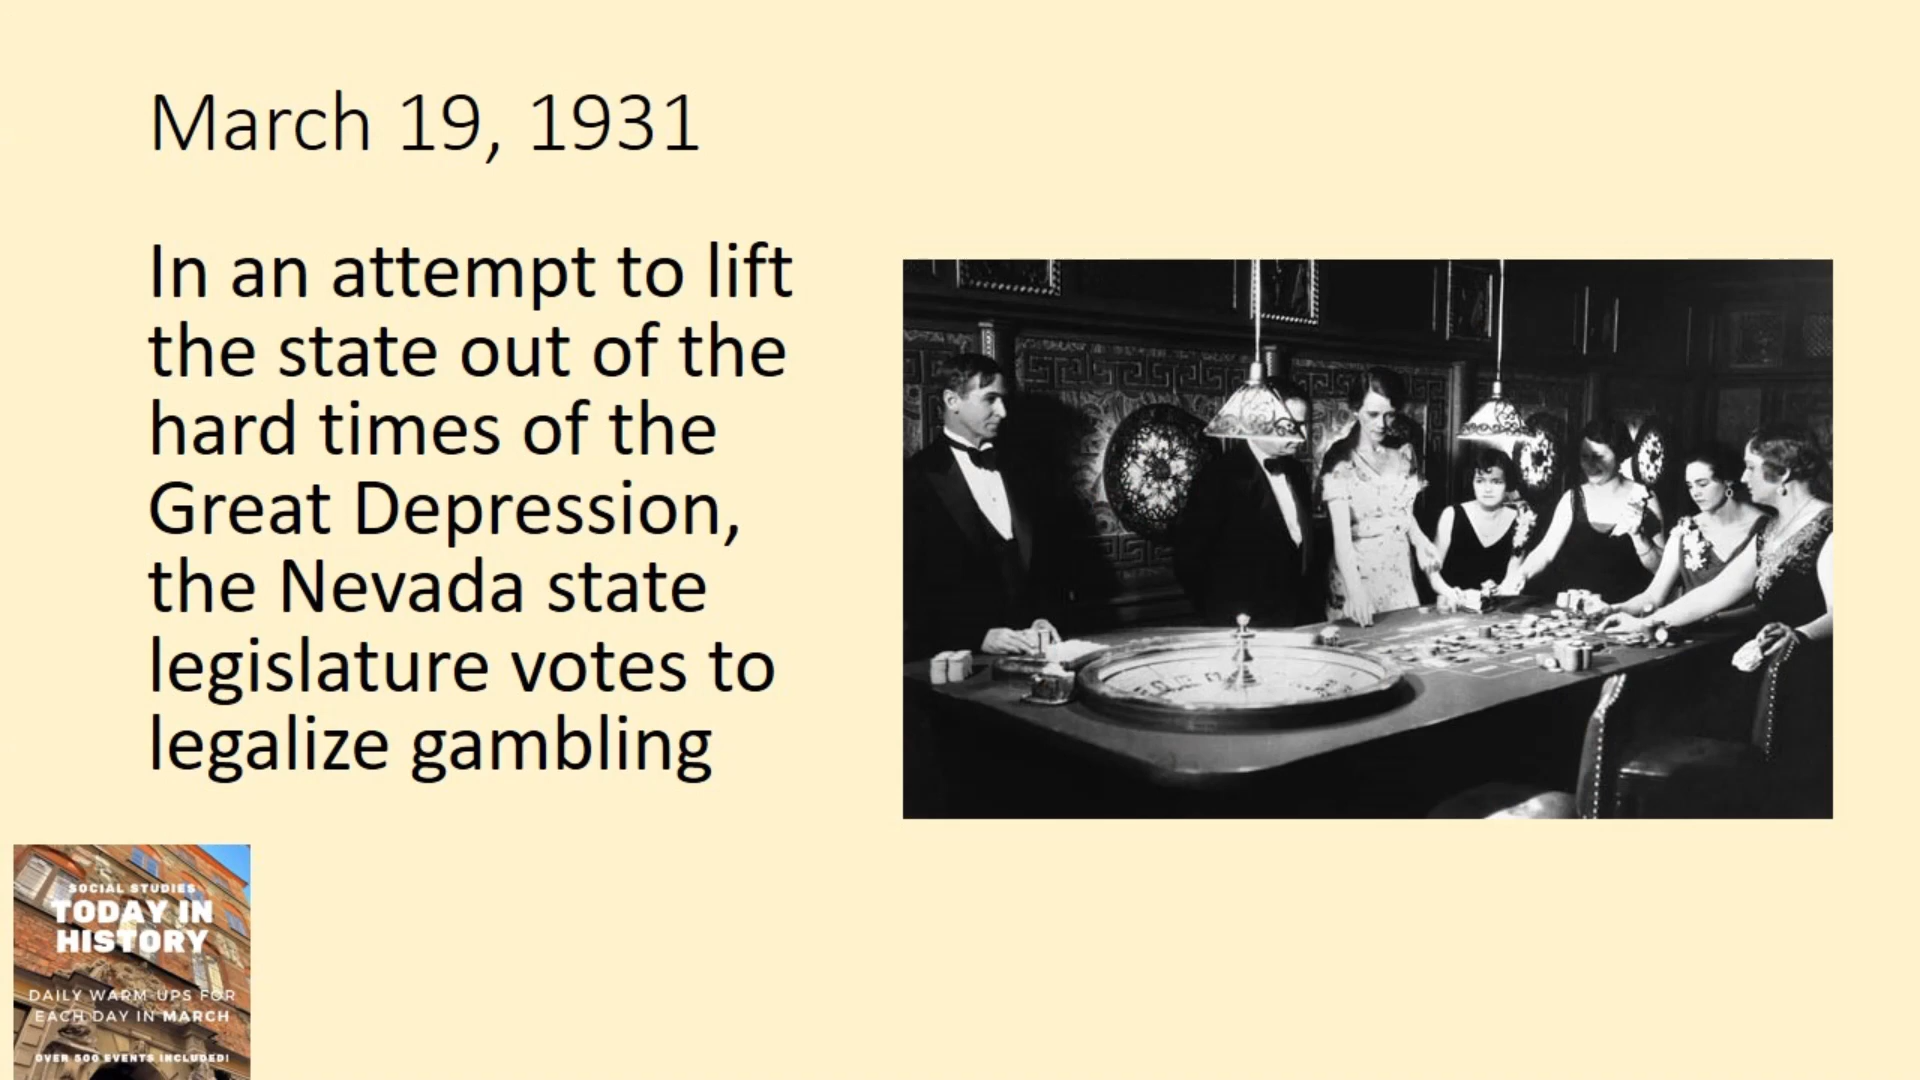 March 19, 1931
In an attempt to lift
the state out of the
hard times of the
Great Depression,
the Nevada state
legislature votes to
legalize gambling
SOCIAL STUDIES
TODAY IN
HISTORY
DAILY WARM-UPS FOR
EACH DAY IN MARCH
OVER 500 EVENTS INCLUDED!